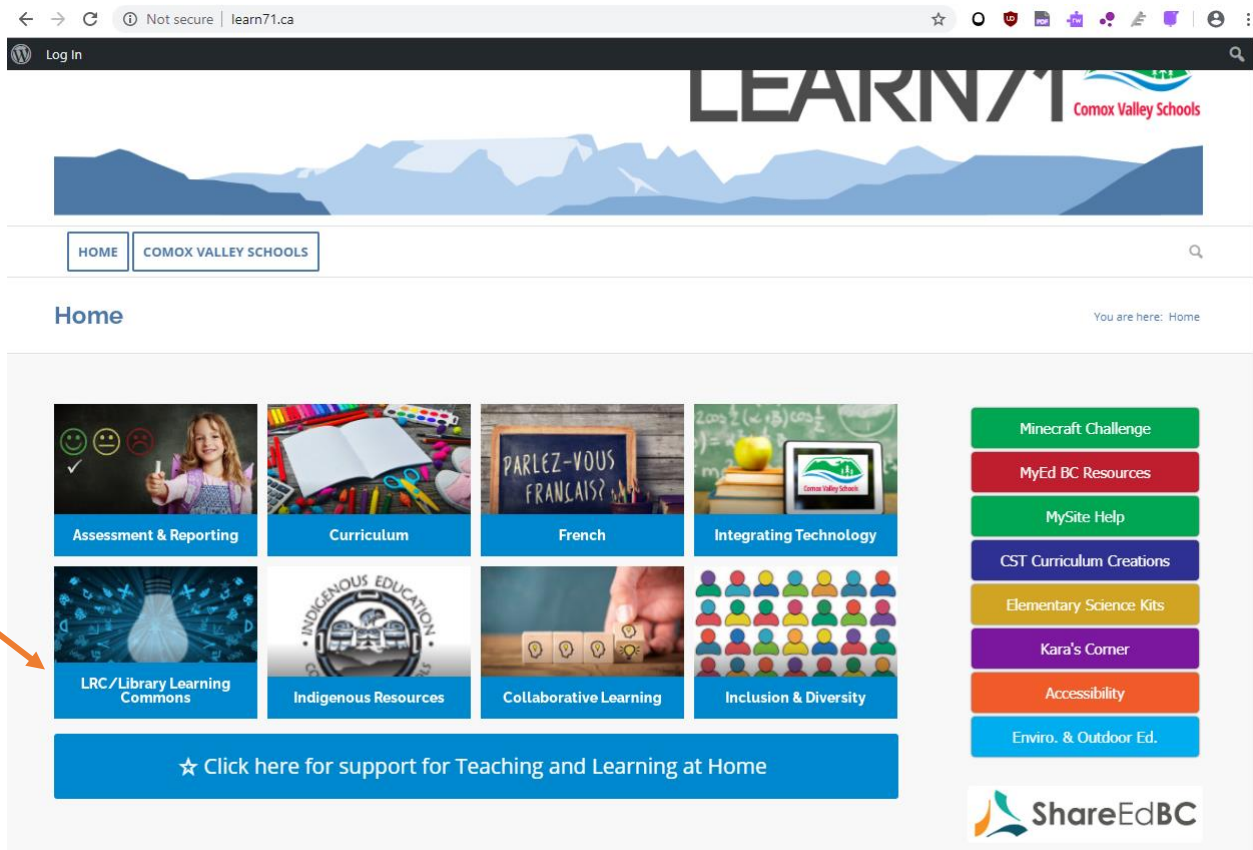 Not secure | learn71.ca
Log In
LEARN71
Comox Valley Schools
HOME
COMOX VALLEY SCHOOLS
Home
You are here: Home
PARLEZ-VOUS
FRANÇAIS?
Comox Valley Schools
Assessment & Reporting
Curriculum
French
Integrating Technology
INDIGENOUS EDUCATION
LRC/Library Learning
Commons
Indigenous Resources
Collaborative Learning
Inclusion & Diversity
☆ Click here for support for Teaching and Learning at Home
Minecraft Challenge
MyEd BC Resources
MySite Help
CST Curriculum Creations
Elementary Science Kits
Kara's Corner
Accessibility
Enviro. & Outdoor Ed.
ShareEdBC